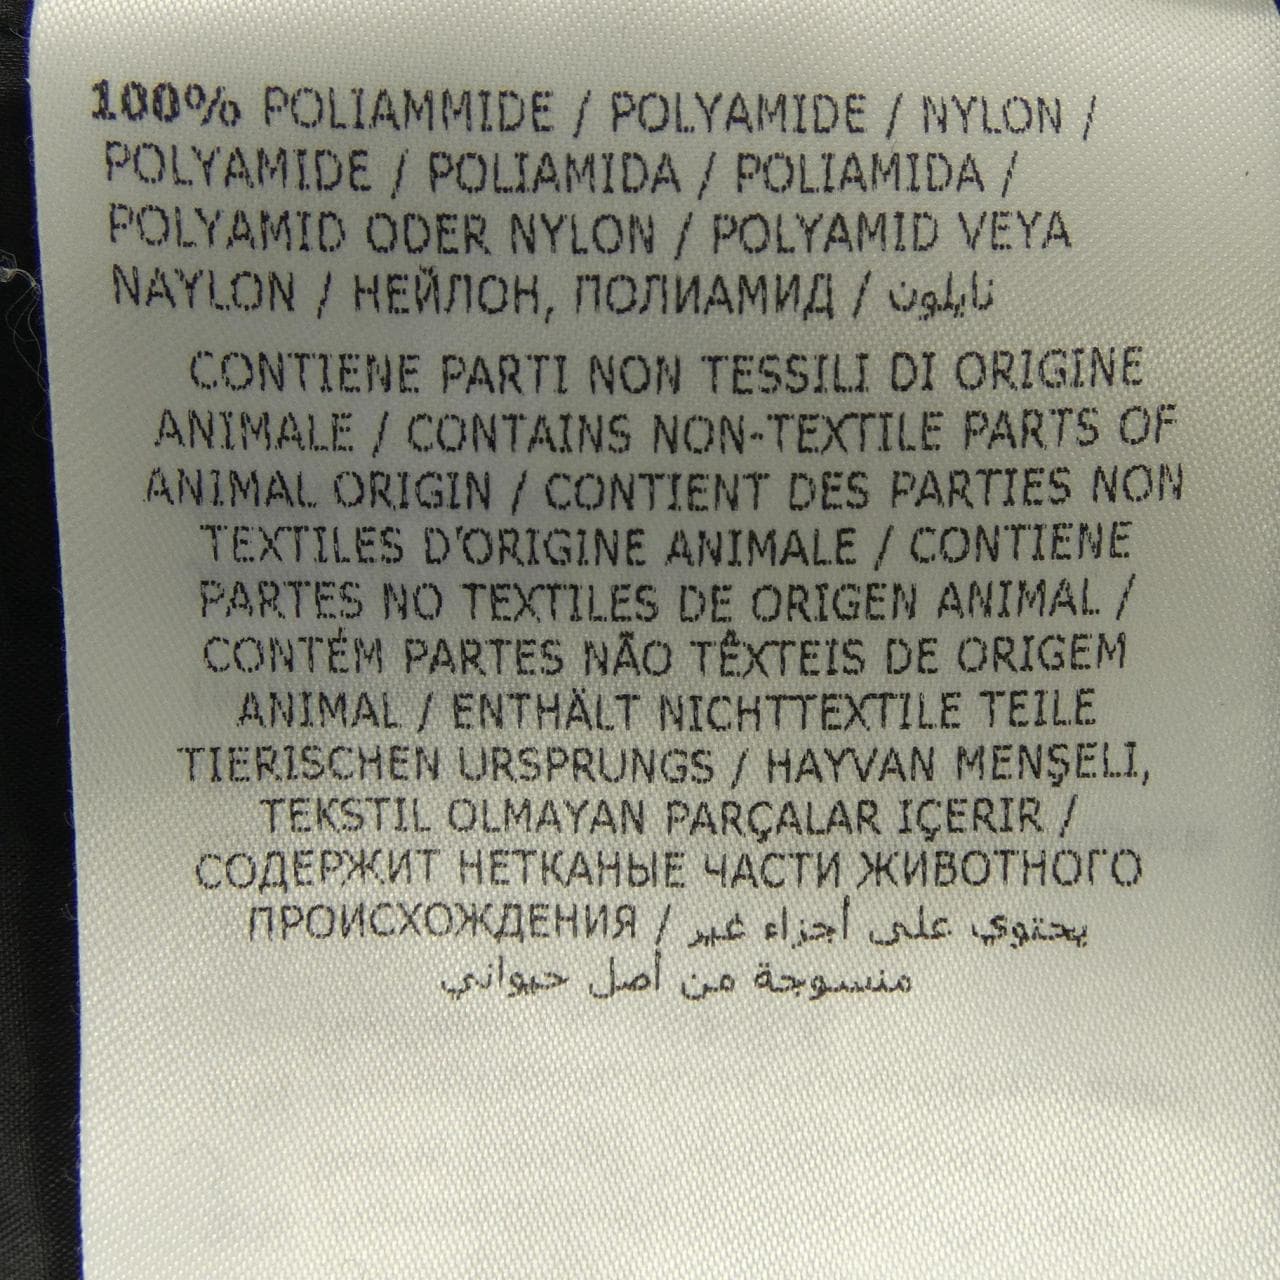 100% POLIAMMIDE / POLYAMIDE / NYLON /
POLYAMIDE / POLIAMIDA / POLIAMIDA /
POLYAMID ODER NYLON / POLYAMID VEYA
NAYLON / НЕЙЛОН, ПОЛИАМИД / نايلون
CONTIENE PARTI NON TESSILI DI ORIGINE
ANIMALE / CONTAINS NON-TEXTILE PARTS OF
ANIMAL ORIGIN / CONTIENT DES PARTIES NON
TEXTILES D'ORIGINE ANIMALE / CONTIENE
PARTES NO TEXTILES DE ORIGEN ANIMAL /
CONTÉM PARTES NÃO TÊXTEIS DE ORIGEM
ANIMAL / ENTHÄLT NICHTTEXTILE TEILE
TIERISCHEN URSPRUNGS / HAYVAN MENŞELI,
TEKSTIL OLMAYAN PARÇALAR IÇERIR /
СОДЕРЖИТ НЕТКАНЫЕ ЧАСТИ ЖИВОТНОГО
ПРОИСХОЖДЕНИЯ / يحتوي على أجزاء غير
منسوجة من أصل حيواني